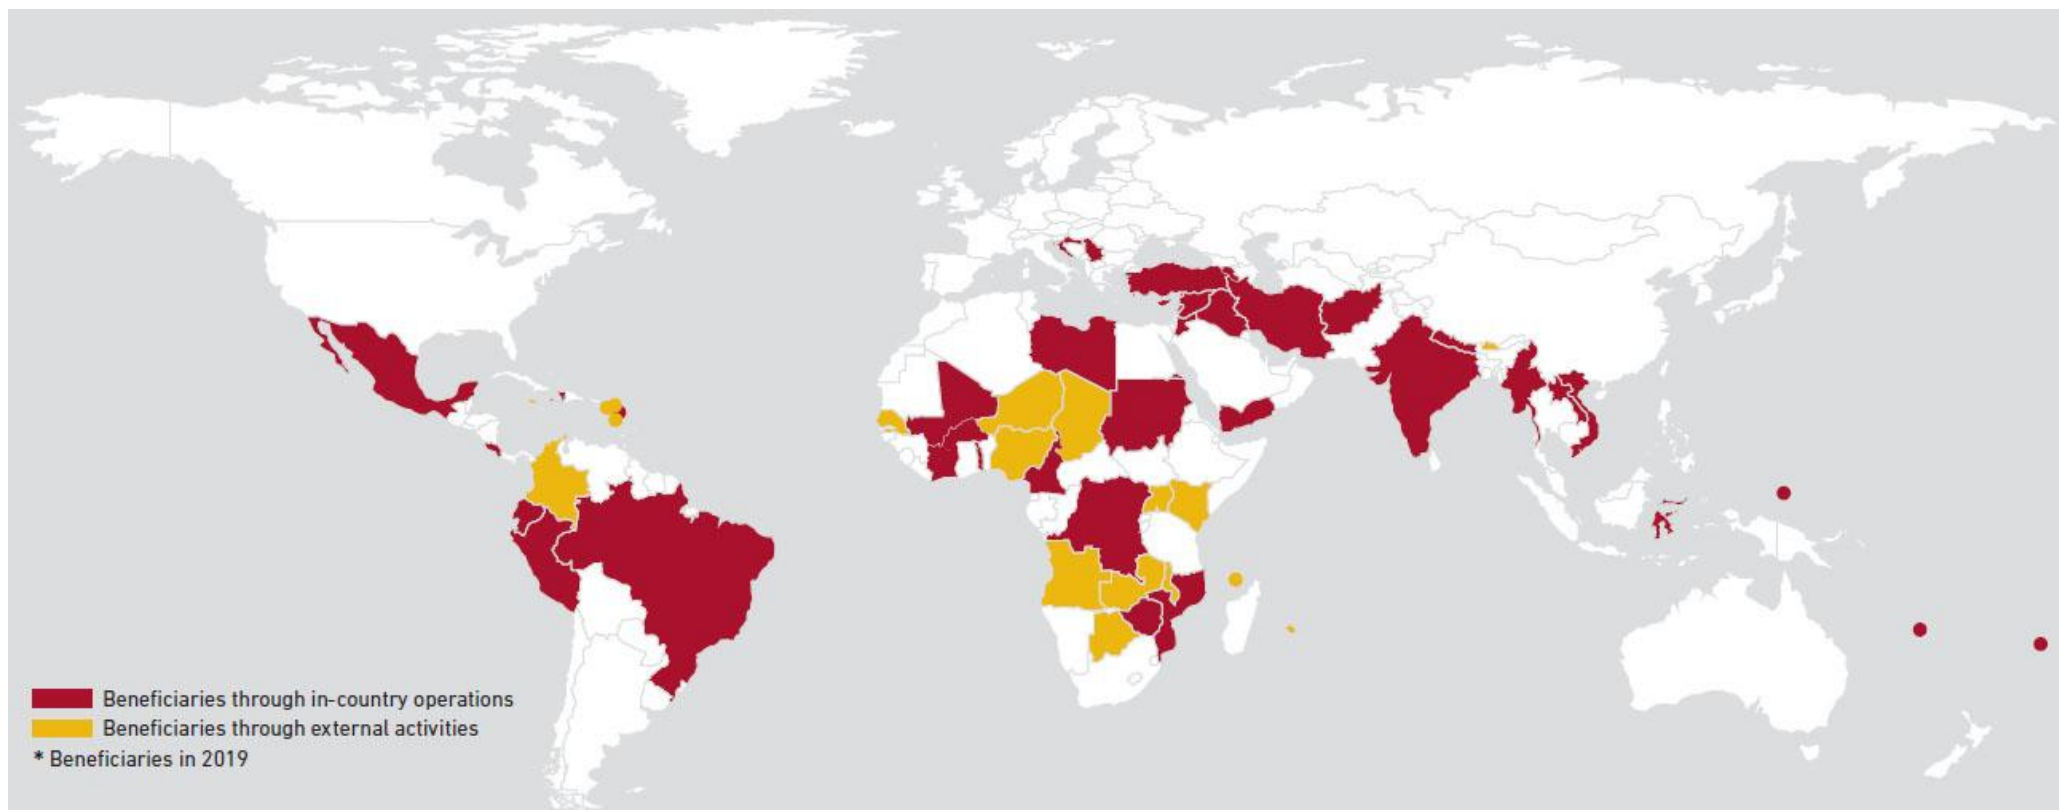 Beneficiaries through in-country operations
Beneficiaries through external activities
* Beneficiaries in 2019